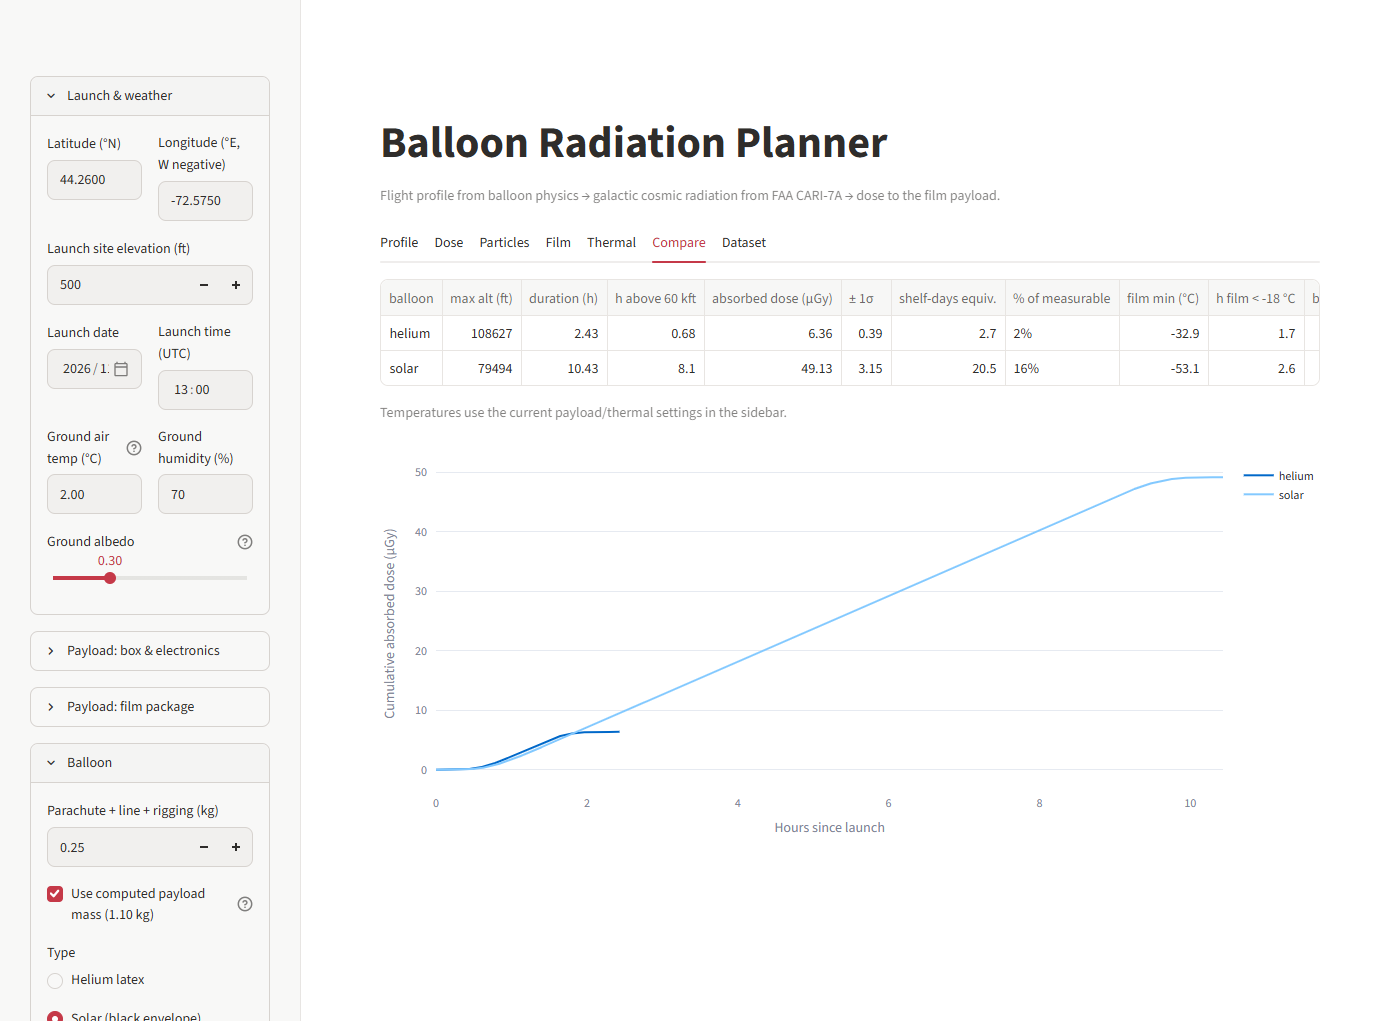 Launch & weather
Latitude (°N)
Longitude (°E,
W negative)
44.2600
-72.5750
Launch site elevation (ft)
500
Launch date
Launch time
(UTC)
2026 / 1.
13 : 00
Ground air
temp (°C)
Ground
humidity (%)
2.00
70
Ground albedo
0.30
Payload: box & electronics
Payload: film package
Balloon
Parachute + line + rigging (kg)
0.25
Use computed payload
mass (1.10 kg)
Type
Helium latex
Solar (black envelope)
Balloon Radiation Planner
Flight profile from balloon physics → galactic cosmic radiation from FAA CARI-7A → dose to the film payload.
Profile Dose Particles Film Thermal Compare Dataset
balloon max alt (ft) duration (h) h above 60 kft absorbed dose (μGy) ± 1σ shelf-days equiv. % of measurable film min (°C) h film < -18 °C b
helium 108627 2.43 0.68 6.36 0.39 2.7 2% -32.9 1.7
solar 79494 10.43 8.1 49.13 3.15 20.5 16% -53.1 2.6
Temperatures use the current payload/thermal settings in the sidebar.
50
40
30
20
10
0
Cumulative absorbed dose (μGy)
0 2 4 6 8 10
Hours since launch
helium
solar